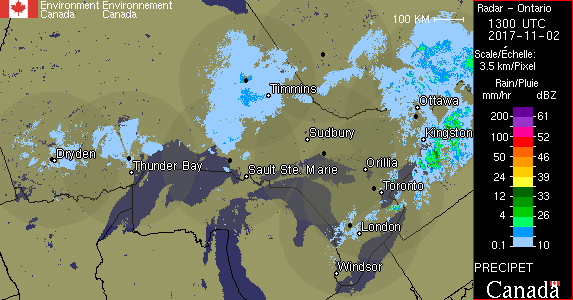 Environment Environnement
Canada Canada
100 KM
Timmins
Ottawa
Sudbury
Kingston
Dryden
Thunder Bay
Sault Ste. Marie
Orillia
Toronto
London
Windsor
Radar - Ontario
1300 UTC
2017-11-02
Scale/Échelle:
3.5 km/Pixel
Rain/Pluie
mm/hr dBZ
200 61
100 52
50 46
24 39
12 33
4 26
1 16
0.1 10
PRECIPET
Canada